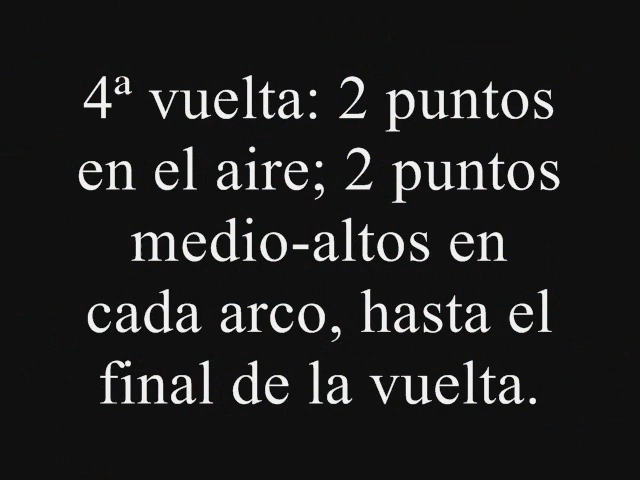 4ª vuelta: 2 puntos
en el aire; 2 puntos
medio-altos en
cada arco, hasta el
final de la vuelta.